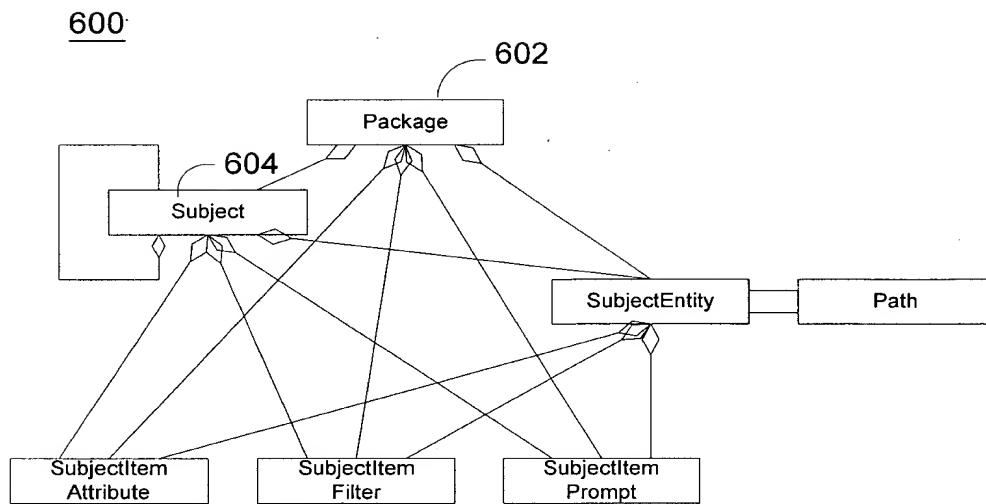 600
602
Package
604
Subject
SubjectEntity
Path
SubjectItem
Attribute
SubjectItem
Filter
SubjectItem
Prompt